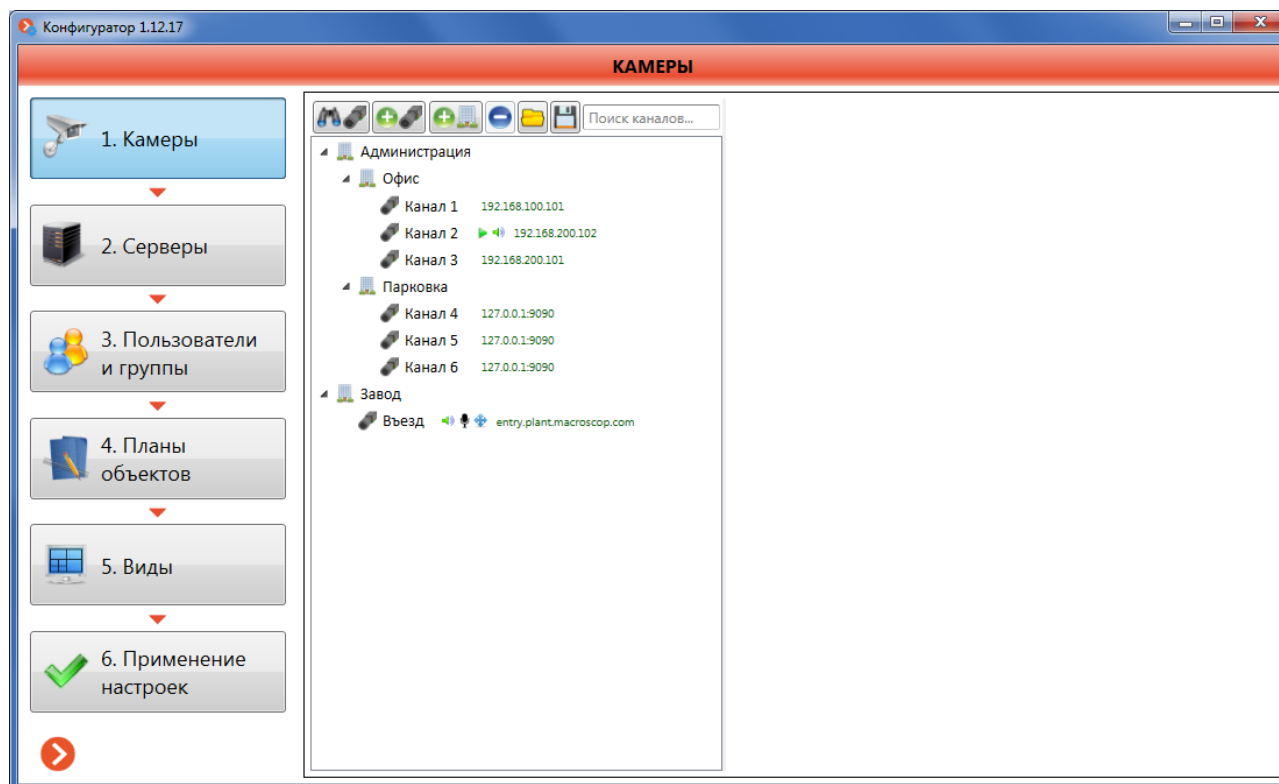 Конфигуратор 1.12.17
КАМЕРЫ
1. Камеры
2. Серверы
3. Пользователи
и группы
4. Планы
объектов
5. Виды
6. Применение
настроек
Поиск каналов...
Администрация
Офис
Канал 1 192.168.100.101
Канал 2 192.168.200.102
Канал 3 192.168.200.101
Парковка
Канал 4 127.0.0.1:9090
Канал 5 127.0.0.1:9090
Канал 6 127.0.0.1:9090
Завод
Въезд entry.plant.macroscop.com